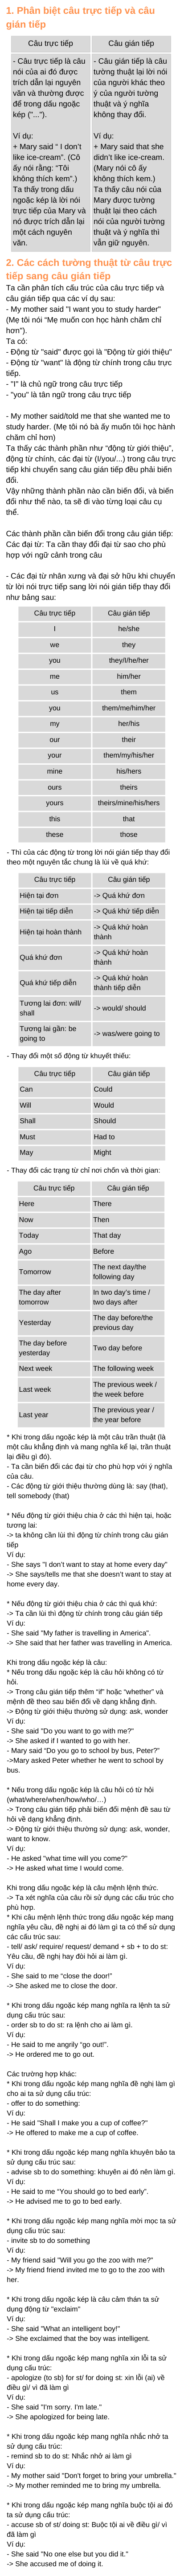 1. Phân biệt câu trực tiếp và câu
gián tiếp
Câu trực tiếp
Câu gián tiếp
- Câu trực tiếp là câu
nói của ai đó được
trích dẫn lại nguyên
văn và thường được
để trong dấu ngoặc
kép ("...").
Ví dụ:
+ Mary said " I don't
like ice-cream". (Cô
ấy nói rằng: "Tôi
không thích kem".)
Ta thấy trong dấu
ngoặc kép là lời nói
trực tiếp của Mary và
nó được trích dẫn lại
một cách nguyên
văn.
- Câu gián tiếp là câu
tường thuật lại lời nói
của người khác theo
ý của người tường
thuật và ý nghĩa
không thay đổi.
Ví dụ:
+ Mary said that she
didn't like ice-cream.
(Mary nói cô ấy
không thích kem.)
Ta thấy câu nói của
Mary được tường
thuật lại theo cách
nói của người tường
thuật và ý nghĩa thì
vẫn giữ nguyên.
2. Các cách tường thuật từ câu trực
tiếp sang câu gián tiếp
Ta cần phân tích cấu trúc của câu trực tiếp và
câu gián tiếp qua các ví dụ sau:
- My mother said "I want you to study harder"
(Mẹ tôi nói "Mẹ muốn con học hành chăm chỉ
hơn").
Ta có:
- Động từ "said" được gọi là "Động từ giới thiệu"
- Động từ "want" là động từ chính trong câu trực
tiếp.
- "I" là chủ ngữ trong câu trực tiếp
- "you" là tân ngữ trong câu trực tiếp
- My mother said/told me that she wanted me to
study harder. (Mẹ tôi nó bà ấy muốn tôi học hành
chăm chỉ hơn)
Ta thấy các thành phần như "động từ giới thiệu",
động từ chính, các đại từ (I/you/...) trong câu trực
tiếp khi chuyển sang câu gián tiếp đều phải biến
đổi.
Vậy những thành phần nào cần biến đổi, và biến
đổi như thế nào, ta sẽ đi vào từng loại câu cụ
thể.
Các thành phần cần biến đổi trong câu gián tiếp:
Các đại từ: Ta cần thay đổi đại từ sao cho phù
hợp với ngữ cảnh trong câu
- Các đại từ nhân xưng và đại sở hữu khi chuyển
từ lời nói trực tiếp sang lời nói gián tiếp thay đổi
như bảng sau:
Câu trực tiếp
Câu gián tiếp
I
he/she
we
they
you
they/I/he/her
me
him/her
us
them
you
them/me/him/her
my
her/his
our
their
your
them/my/his/her
mine
his/hers
ours
theirs
yours
theirs/mine/his/hers
this
that
these
those
- Thì của các động từ trong lời nói gián tiếp thay đổi
theo một nguyên tắc chung là lùi về quá khứ:
Câu trực tiếp
Câu gián tiếp
Hiện tại đơn
-> Quá khứ đơn
Hiện tại tiếp diễn
-> Quá khứ tiếp diễn
Hiện tại hoàn thành
-> Quá khứ hoàn
thành
Quá khứ đơn
-> Quá khứ hoàn
thành
Quá khứ tiếp diễn
-> Quá khứ hoàn
thành tiếp diễn
Tương lai đơn: will/
shall
-> would/ should
Tương lai gần: be
going to
-> was/were going to
- Thay đổi một số động từ khuyết thiếu:
Câu trực tiếp
Câu gián tiếp
Can
Could
Will
Would
Shall
Should
Must
Had to
May
Might
- Thay đổi các trạng từ chỉ nơi chốn và thời gian:
Câu trực tiếp
Câu gián tiếp
Here
There
Now
Then
Today
That day
Ago
Before
Tomorrow
The next day/the
following day
The day after
tomorrow
In two day's time /
two days after
Yesterday
The day before/the
previous day
The day before
yesterday
Two day before
Next week
The following week
Last week
The previous week /
the week before
Last year
The previous year /
the year before
* Khi trong dấu ngoặc kép là một câu trần thuật (là
một câu khẳng định và mang nghĩa kể lại, trần thuật
lại điều gì đó).
- Ta cần biến đổi các đại từ cho phù hợp với ý nghĩa
của câu.
- Các động từ giới thiệu thường dùng là: say (that),
tell somebody (that)
* Nếu động từ giới thiệu chia ở các thì hiện tại, hoặc
tương lai:
-> ta không cần lùi thì động từ chính trong câu gián
tiếp
Ví dụ:
- She says "I don't want to stay at home every day"
-> She says/tells me that she doesn't want to stay at
home every day.
* Nếu động từ giới thiệu chia ở các thì quá khứ:
-> Ta cần lùi thì động từ chính trong câu gián tiếp
Ví dụ:
- She said "My father is travelling in America".
-> She said that her father was travelling in America.
Khi trong dấu ngoặc kép là câu:
* Nếu trong dấu ngoặc kép là câu hỏi không có từ
hỏi.
-> Trong câu gián tiếp thêm "if" hoặc "whether" và
mệnh đề theo sau biến đổi về dạng khẳng định.
-> Động từ giới thiệu thường sử dụng: ask, wonder
Ví dụ:
- She said "Do you want to go with me?"
-> She asked if I wanted to go with her.
- Mary said "Do you go to school by bus, Peter?"
->Mary asked Peter whether he went to school by
bus.
* Nếu trong dấu ngoặc kép là câu hỏi có từ hỏi
(what/where/when/how/who/…)
-> Trong câu gián tiếp phải biến đổi mệnh đề sau từ
hỏi về dạng khẳng định.
-> Động từ giới thiệu thường sử dụng: ask, wonder,
want to know.
Ví dụ:
- He asked "what time will you come?"
-> He asked what time I would come.
Khi trong dấu ngoặc kép là câu mệnh lệnh thức.
-> Ta xét nghĩa của câu rồi sử dụng các cấu trúc cho
phù hợp.
* Khi câu mệnh lệnh thức trong dấu ngoặc kép mang
nghĩa yêu cầu, đề nghị ai đó làm gì ta có thể sử dụng
các cấu trúc sau:
- tell/ ask/ require/ request/ demand + sb + to do st:
Yêu cầu, đề nghị hay đòi hỏi ai làm gì.
Ví dụ:
- She said to me "close the door!"
-> She asked me to close the door.
* Khi trong dấu ngoặc kép mang nghĩa ra lệnh ta sử
dụng cấu trúc sau:
- order sb to do st: ra lệnh cho ai làm gì.
Ví dụ:
- He said to me angrily "go out!".
-> He ordered me to go out.
Các trường hợp khác:
* Khi trong dấu ngoặc kép mang nghĩa đề nghị làm gì
cho ai ta sử dụng cấu trúc:
- offer to do something:
Ví dụ:
- He said "Shall I make you a cup of coffee?"
-> He offered to make me a cup of coffee.
* Khi trong dấu ngoặc kép mang nghĩa khuyên bảo ta
sử dụng cấu trúc sau:
- advise sb to do something: khuyên ai đó nên làm gì.
Ví dụ:
- He said to me "You should go to bed early".
-> He advised me to go to bed early.
* Khi trong dấu ngoặc kép mang nghĩa mời mọc ta sử
dụng cấu trúc sau:
- invite sb to do something
Ví dụ:
- My friend said "Will you go the zoo with me?"
-> My friend friend invited me to go to the zoo with
her.
* Khi trong dấu ngoặc kép là câu cảm thán ta sử
dụng động từ "exclaim"
Ví dụ:
- She said "What an intelligent boy!"
-> She exclaimed that the boy was intelligent.
* Khi trong dấu ngoặc kép mang nghĩa xin lỗi ta sử
dụng cấu trúc:
- apologize (to sb) for st/ for doing st: xin lỗi (ai) về
điều gì/ vì đã làm gì
Ví dụ:
- She said "I'm sorry. I'm late."
-> She apologized for being late.
* Khi trong dấu ngoặc kép mang nghĩa nhắc nhở ta
sử dụng cấu trúc:
- remind sb to do st: Nhắc nhở ai làm gì
Ví dụ:
- My mother said "Don't forget to bring your umbrella."
-> My mother reminded me to bring my umbrella.
* Khi trong dấu ngoặc kép mang nghĩa buộc tội ai đó
ta sử dụng cấu trúc:
- accuse sb of st/ doing st: Buộc tội ai về điều gì/ vì
đã làm gì
Ví dụ:
- She said "No one else but you did it."
-> She accused me of doing it.